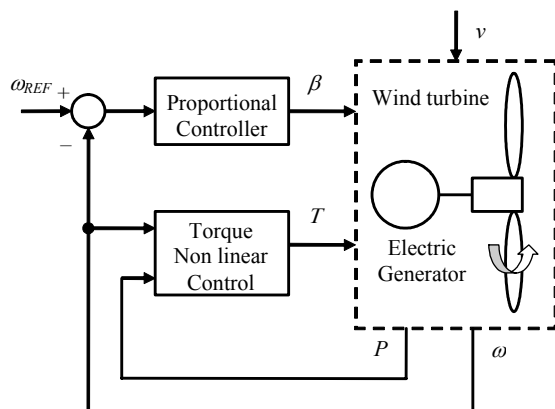 v
ωREF
+
−
Proportional
Controller
β
Wind turbine
Torque
Non linear
Control
T
Electric
Generator
P
ω